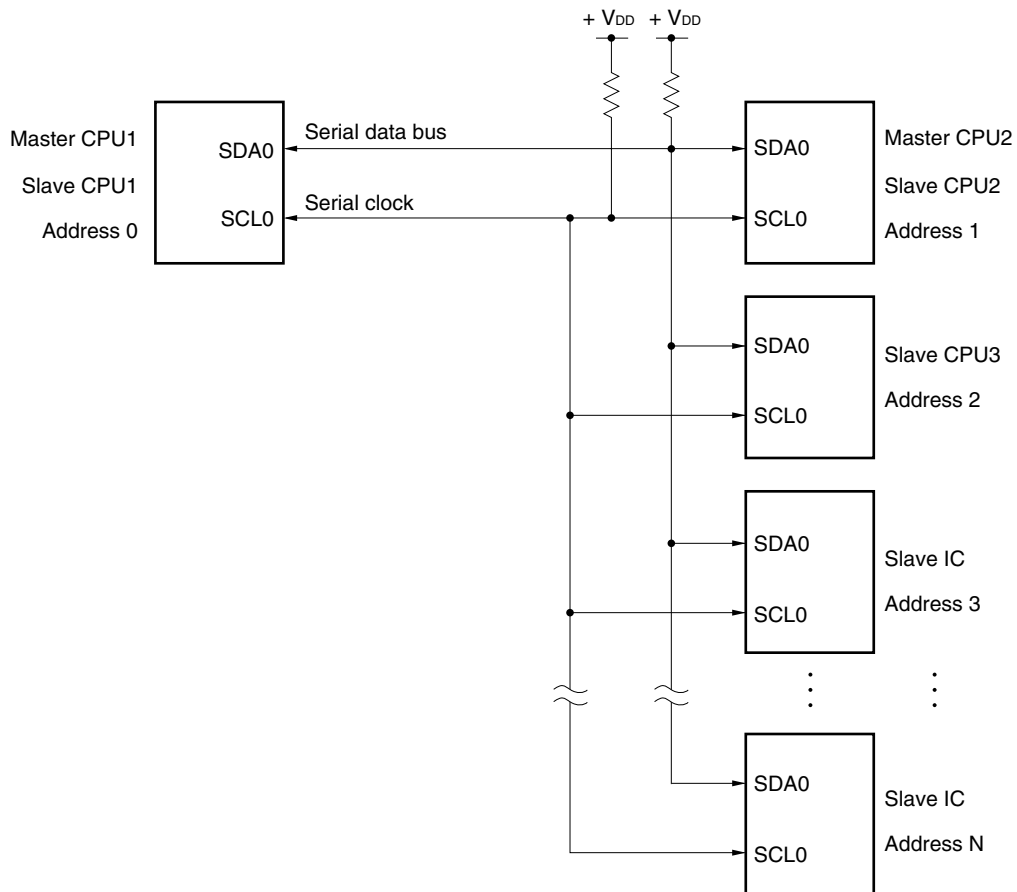 + VDD + VDD
Master CPU1
Slave CPU1
Address 0
SDA0
SCL0
Serial data bus
Serial clock
SDA0
SCL0
Master CPU2
Slave CPU2
Address 1
SDA0
SCL0
Slave CPU3
Address 2
SDA0
SCL0
Slave IC
Address 3
SDA0
SCL0
Slave IC
Address N